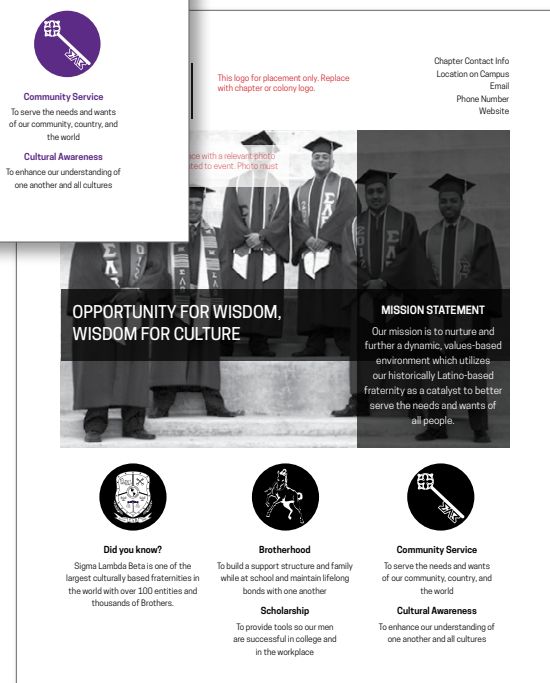 Community Service
To serve the needs and wants
of our community, country, and
the world
Cultural Awareness
To enhance our understanding of
one another and all cultures
This logo for placement only. Replace
with chapter or colony logo.
Chapter Contact Info
Location on Campus
Email
Phone Number
Website
with a relevant photo
to event. Photo must
OPPORTUNITY FOR WISDOM,
WISDOM FOR CULTURE
MISSION STATEMENT
Our mission is to nurture and
further a dynamic, values-based
environment which utilizes
our historically Latino-based
fraternity as a catalyst to better
serve the needs and wants of
all people.
Did you know?
Sigma Lambda Beta is one of the
largest culturally based fraternities in
the world with over 100 entities and
thousands of Brothers.
Brotherhood
To build a support structure and family
while at school and maintain lifelong
bonds with one another
Scholarship
To provide tools so our men
are successful in college and
in the workplace
Community Service
To serve the needs and wants
of our community, country, and
the world
Cultural Awareness
To enhance our understanding of
one another and all cultures